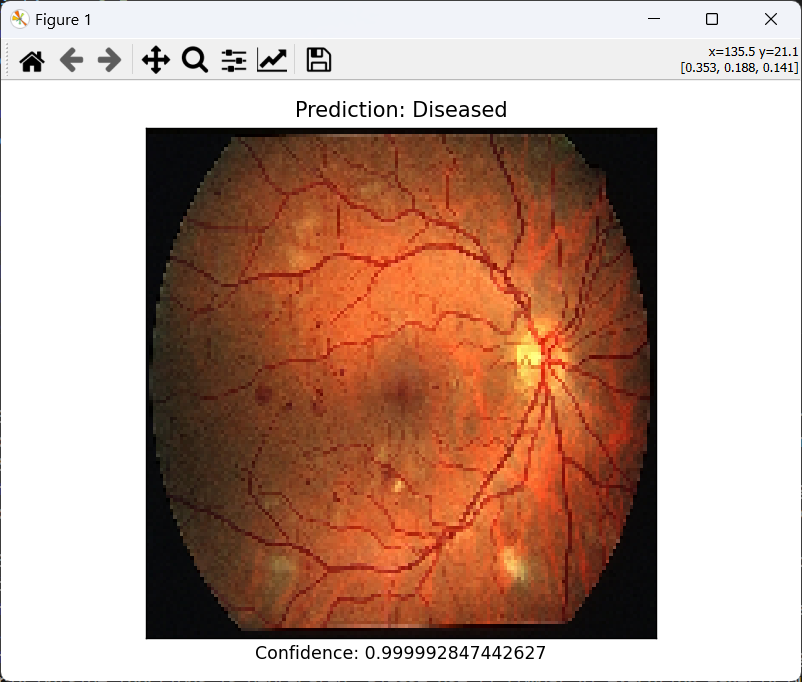 Figure 1
x=135.5 y=21.1
[0.353, 0.188, 0.141]
Prediction: Diseased
Confidence: 0.999992847442627